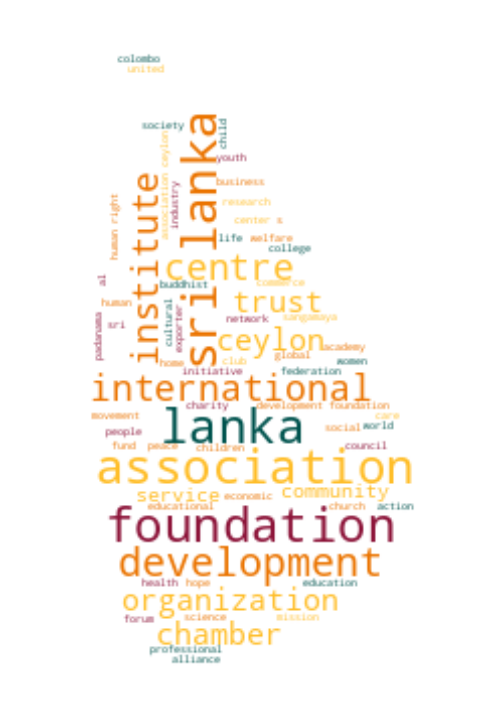 colombo
united
society
child
association ceylon
sri lanka
youth
institute
industry
business
human right
research
center s
life welfare
college
centre
al
buddhist
commerce
human
trust
padanama
sri
cultural
exporter
network
sangamaya
ceylon
academy
global
home
club
women
initiative
federation
international
charity
development foundation
movement
care
lanka
people
social
world
fund
peace
children
council
association
service
economic
community
educational
church
action
foundation
development
health
hope
education
organization
forum
science
mission
chamber
professional
alliance